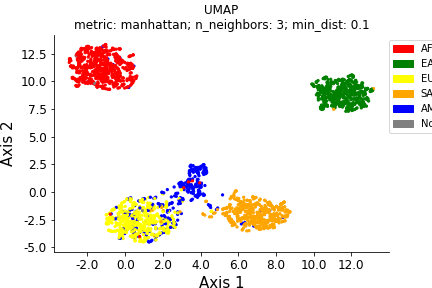 UMAP
metric: manhattan; n_neighbors: 3; min_dist: 0.1
Axis 2
12.5
10.0
7.5
5.0
2.5
0.0
-2.5
-5.0
-2.0 0.0 2.0 4.0 6.0 8.0 10.0 12.0
Axis 1
AF
EA
EU
SA
AM
No